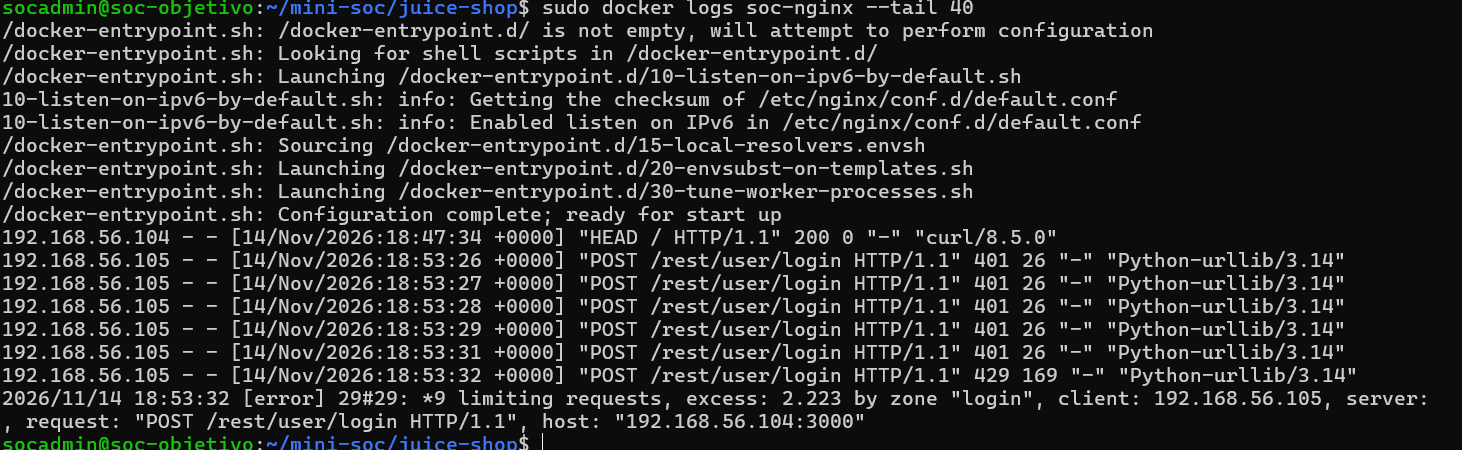 socadmin@soc-objetivo:~/mini-soc/juice-shop$ sudo docker logs soc-nginx --tail 40
/docker-entrypoint.sh: /docker-entrypoint.d/ is not empty, will attempt to perform configuration
/docker-entrypoint.sh: Looking for shell scripts in /docker-entrypoint.d/
/docker-entrypoint.sh: Launching /docker-entrypoint.d/10-listen-on-ipv6-by-default.sh
10-listen-on-ipv6-by-default.sh: info: Getting the checksum of /etc/nginx/conf.d/default.conf
10-listen-on-ipv6-by-default.sh: info: Enabled listen on IPv6 in /etc/nginx/conf.d/default.conf
/docker-entrypoint.sh: Sourcing /docker-entrypoint.d/15-local-resolvers.envsh
/docker-entrypoint.sh: Launching /docker-entrypoint.d/20-envsubst-on-templates.sh
/docker-entrypoint.sh: Launching /docker-entrypoint.d/30-tune-worker-processes.sh
/docker-entrypoint.sh: Configuration complete; ready for start up
192.168.56.104 - - [14/Nov/2026:18:47:34 +0000] "HEAD / HTTP/1.1" 200 0 "-" "curl/8.5.0"
192.168.56.105 - - [14/Nov/2026:18:53:26 +0000] "POST /rest/user/login HTTP/1.1" 401 26 "-" "Python-urllib/3.14"
192.168.56.105 - - [14/Nov/2026:18:53:27 +0000] "POST /rest/user/login HTTP/1.1" 401 26 "-" "Python-urllib/3.14"
192.168.56.105 - - [14/Nov/2026:18:53:28 +0000] "POST /rest/user/login HTTP/1.1" 401 26 "-" "Python-urllib/3.14"
192.168.56.105 - - [14/Nov/2026:18:53:29 +0000] "POST /rest/user/login HTTP/1.1" 401 26 "-" "Python-urllib/3.14"
192.168.56.105 - - [14/Nov/2026:18:53:31 +0000] "POST /rest/user/login HTTP/1.1" 401 26 "-" "Python-urllib/3.14"
192.168.56.105 - - [14/Nov/2026:18:53:32 +0000] "POST /rest/user/login HTTP/1.1" 429 169 "-" "Python-urllib/3.14"
2026/11/14 18:53:32 [error] 29#29: *9 limiting requests, excess: 2.223 by zone "login", client: 192.168.56.105, server:
, request: "POST /rest/user/login HTTP/1.1", host: "192.168.56.104:3000"
socadmin@soc-objetivo:~/mini-soc/juice-shop$